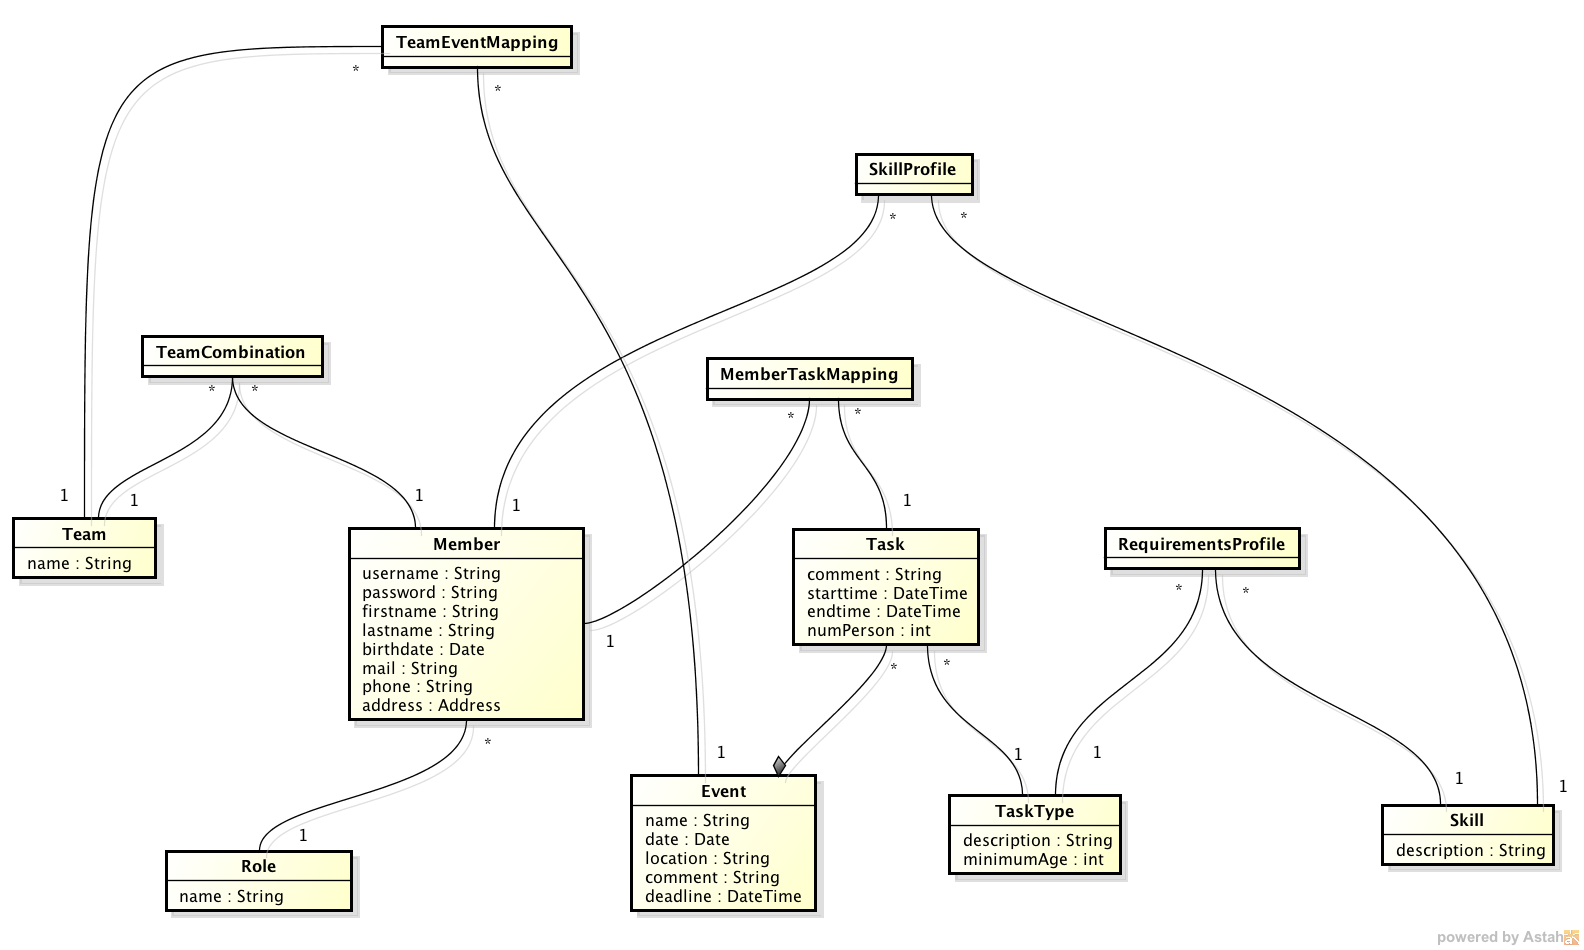 TeamEventMapping
*
*
SkillProfile
*
*
TeamCombination
*
*
MemberTaskMapping
*
*
1
1
1
1
1
Team
name : String
Member
username : String
password : String
firstname : String
lastname : String
birthdate : Date
mail : String
phone : String
address : Address
1
*
Task
comment : String
starttime : DateTime
endtime : DateTime
numPerson : int
*
*
RequirementsProfile
*
*
1
1
1
1
1
1
Role
name : String
Event
name : String
date : Date
location : String
comment : String
deadline : DateTime
TaskType
description : String
minimumAge : int
Skill
description : String
powered by Astah